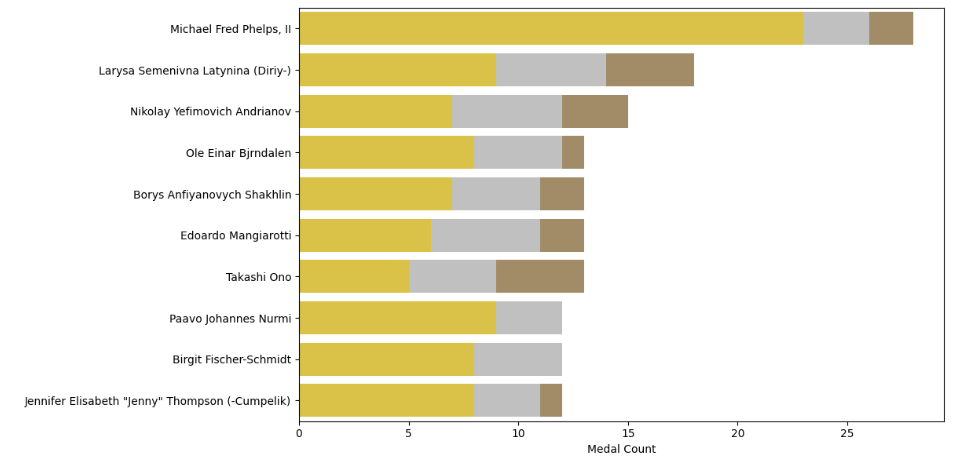 Michael Fred Phelps, II
Larysa Semenivna Latynina (Diriy-)
Nikolay Yefimovich Andrianov
Ole Einar Bjrndalen
Borys Anfiyanovych Shakhlin
Edoardo Mangiarotti
Takashi Ono
Paavo Johannes Nurmi
Birgit Fischer-Schmidt
Jennifer Elisabeth "Jenny" Thompson (-Cumpelik)
0 5 10 15 20 25
Medal Count